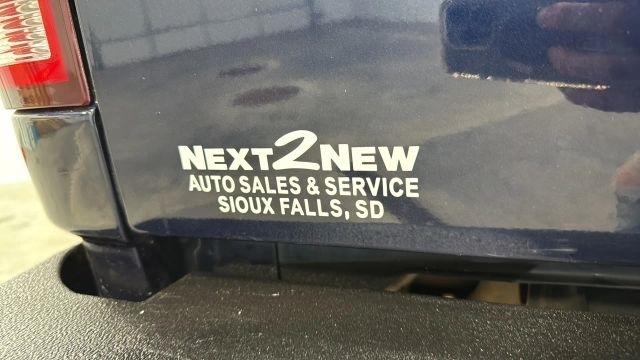 NEXT2NEW
AUTO SALES & SERVICE
SIOUX FALLS, SD